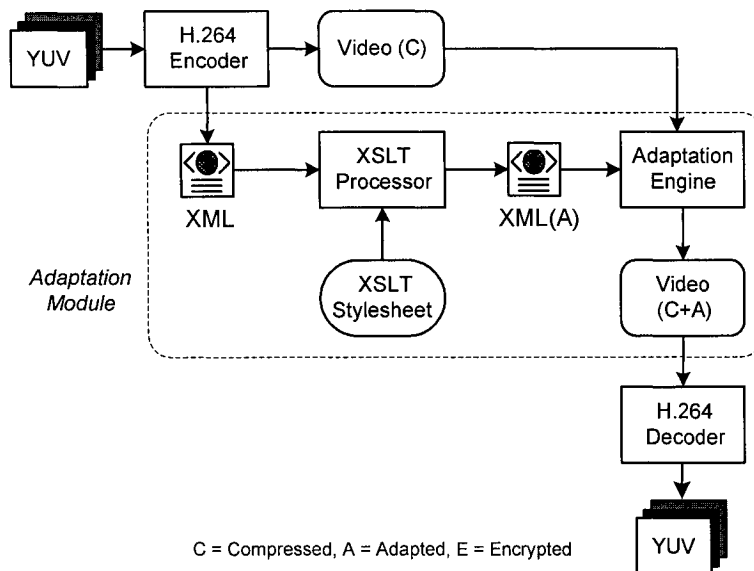 YUV
H.264
Encoder
Video (C)
XML
XSLT
Processor
XML(A)
Adaptation
Engine
Adaptation
Module
XSLT
Stylesheet
Video
(C+A)
H.264
Decoder
C = Compressed, A = Adapted, E = Encrypted
YUV